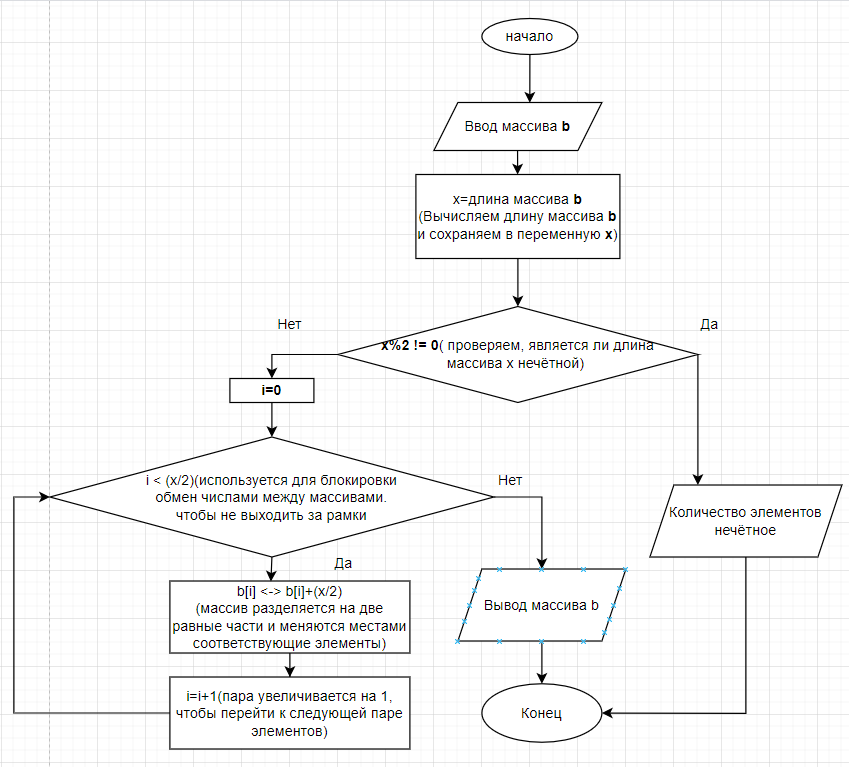 начало
Ввод массива b
x=длина массива b
(Вычисляем длину массива b
и сохраняем в переменную x)
Нет
Да
x%2 != 0( проверяем, является ли длина
массива x нечётной)
i=0
i < (x/2)(используется для блокировки
обмен числами между массивами.
чтобы не выходить за рамки
Нет
Количество элементов
нечётное
Да
b[i] <-> b[i]+(x/2)
(массив разделяется на две
равные части и меняются местами
соответствующие элементы)
Вывод массива b
i=i+1(пара увеличивается на 1,
чтобы перейти к следующей паре
элементов)
Конец